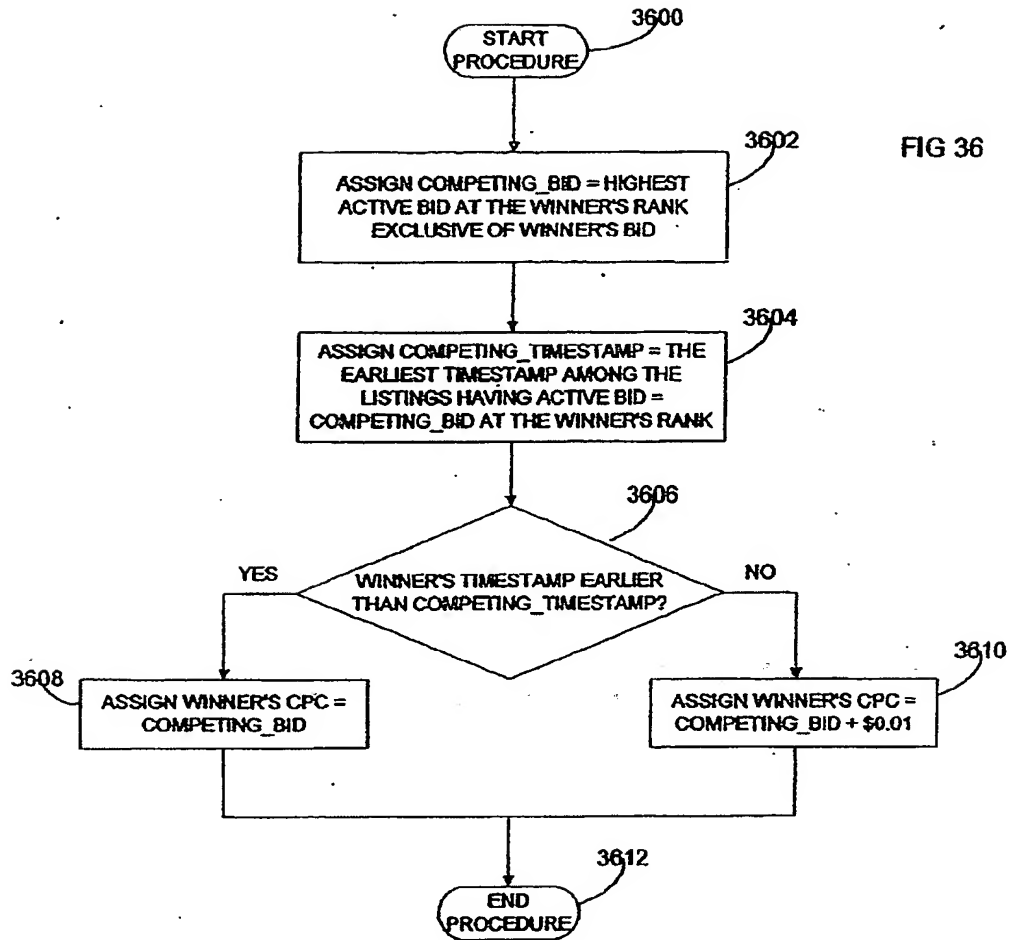 3600
START
PROCEDURE
3602
FIG 36
ASSIGN COMPETING_BID = HIGHEST
ACTIVE BID AT THE WINNER'S RANK
EXCLUSIVE OF WINNER'S BID
3604
ASSIGN COMPETING_TIMESTAMP = THE
EARLIEST TIMESTAMP AMONG THE
LISTINGS HAVING ACTIVE BID =
COMPETING_BID AT THE WINNER'S RANK
3606
YES
WINNER'S TIMESTAMP EARLIER
THAN COMPETING_TIMESTAMP?
NO
3608
ASSIGN WINNER'S CPC =
COMPETING_BID
3610
ASSIGN WINNER'S CPC =
COMPETING_BID + $0.01
3612
END
PROCEDURE